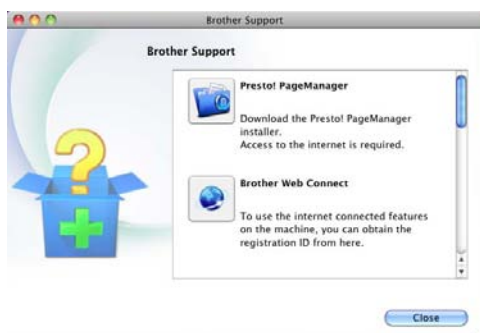 Brother Support
Brother Support
Presto! PageManager
Download the Presto! PageManager
installer.
Access to the internet is required.
Brother Web Connect
To use the internet connected features
on the machine, you can obtain the
registration ID from here.
Close